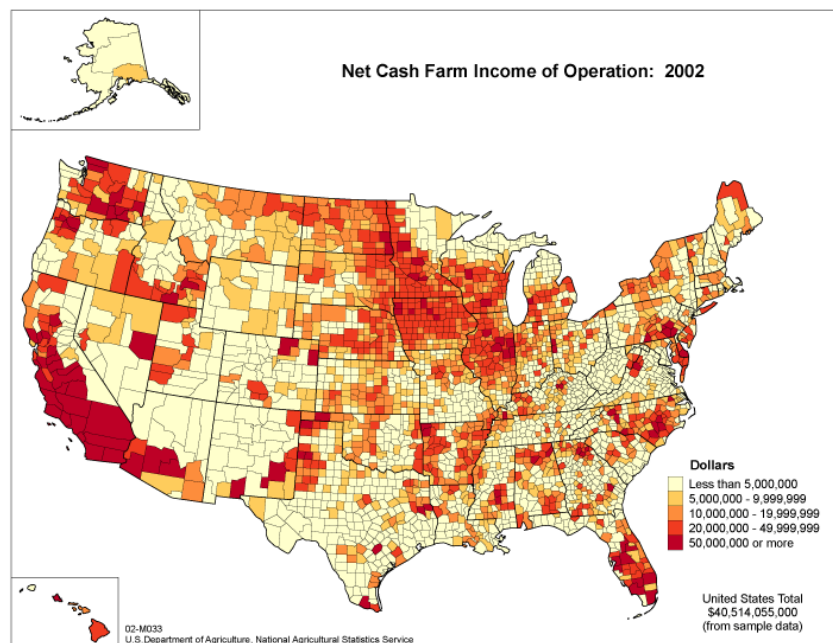 Net Cash Farm Income of Operation: 2002
Dollars
Less than 5,000,000
5,000,000 - 9,999,999
10,000,000 - 19,999,999
20,000,000 - 49,999,999
50,000,000 or more
United States Total
$40,514,055,000
(from sample data)
02-M033
U.S.Department of Agriculture, National Agricultural Statistics Service